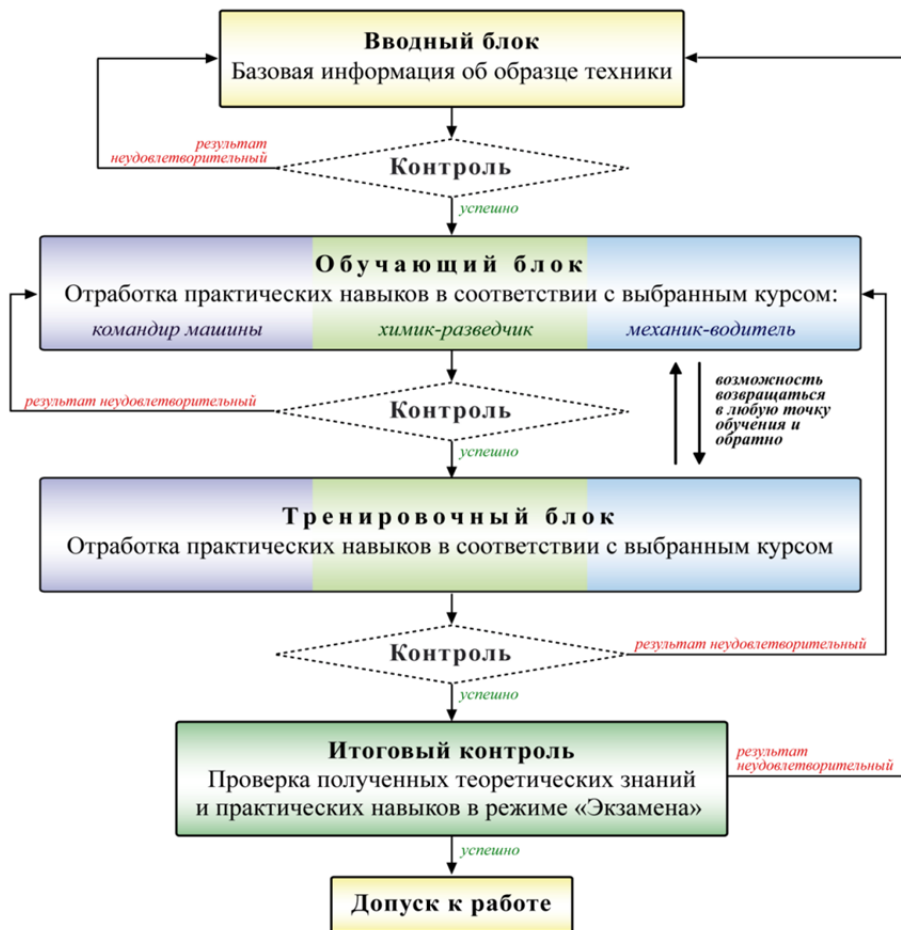 Вводный блок
Базовая информация об образце техники
результат
неудовлетворительный
Контроль
успешно
Обучающий блок
Отработка практических навыков в соответствии с выбранным курсом:
командир машины
химик-разведчик
механик-водитель
результат неудовлетворительный
Контроль
возможность
возвращаться
в любую точку
обучения и
обратно
успешно
Тренировочный блок
Отработка практических навыков в соответствии с выбранным курсом
Контроль
результат неудовлетворительный
успешно
Итоговый контроль
Проверка полученных теоретических знаний
и практических навыков в режиме «Экзамена»
результат
неудовлетворительный
успешно
Допуск к работе